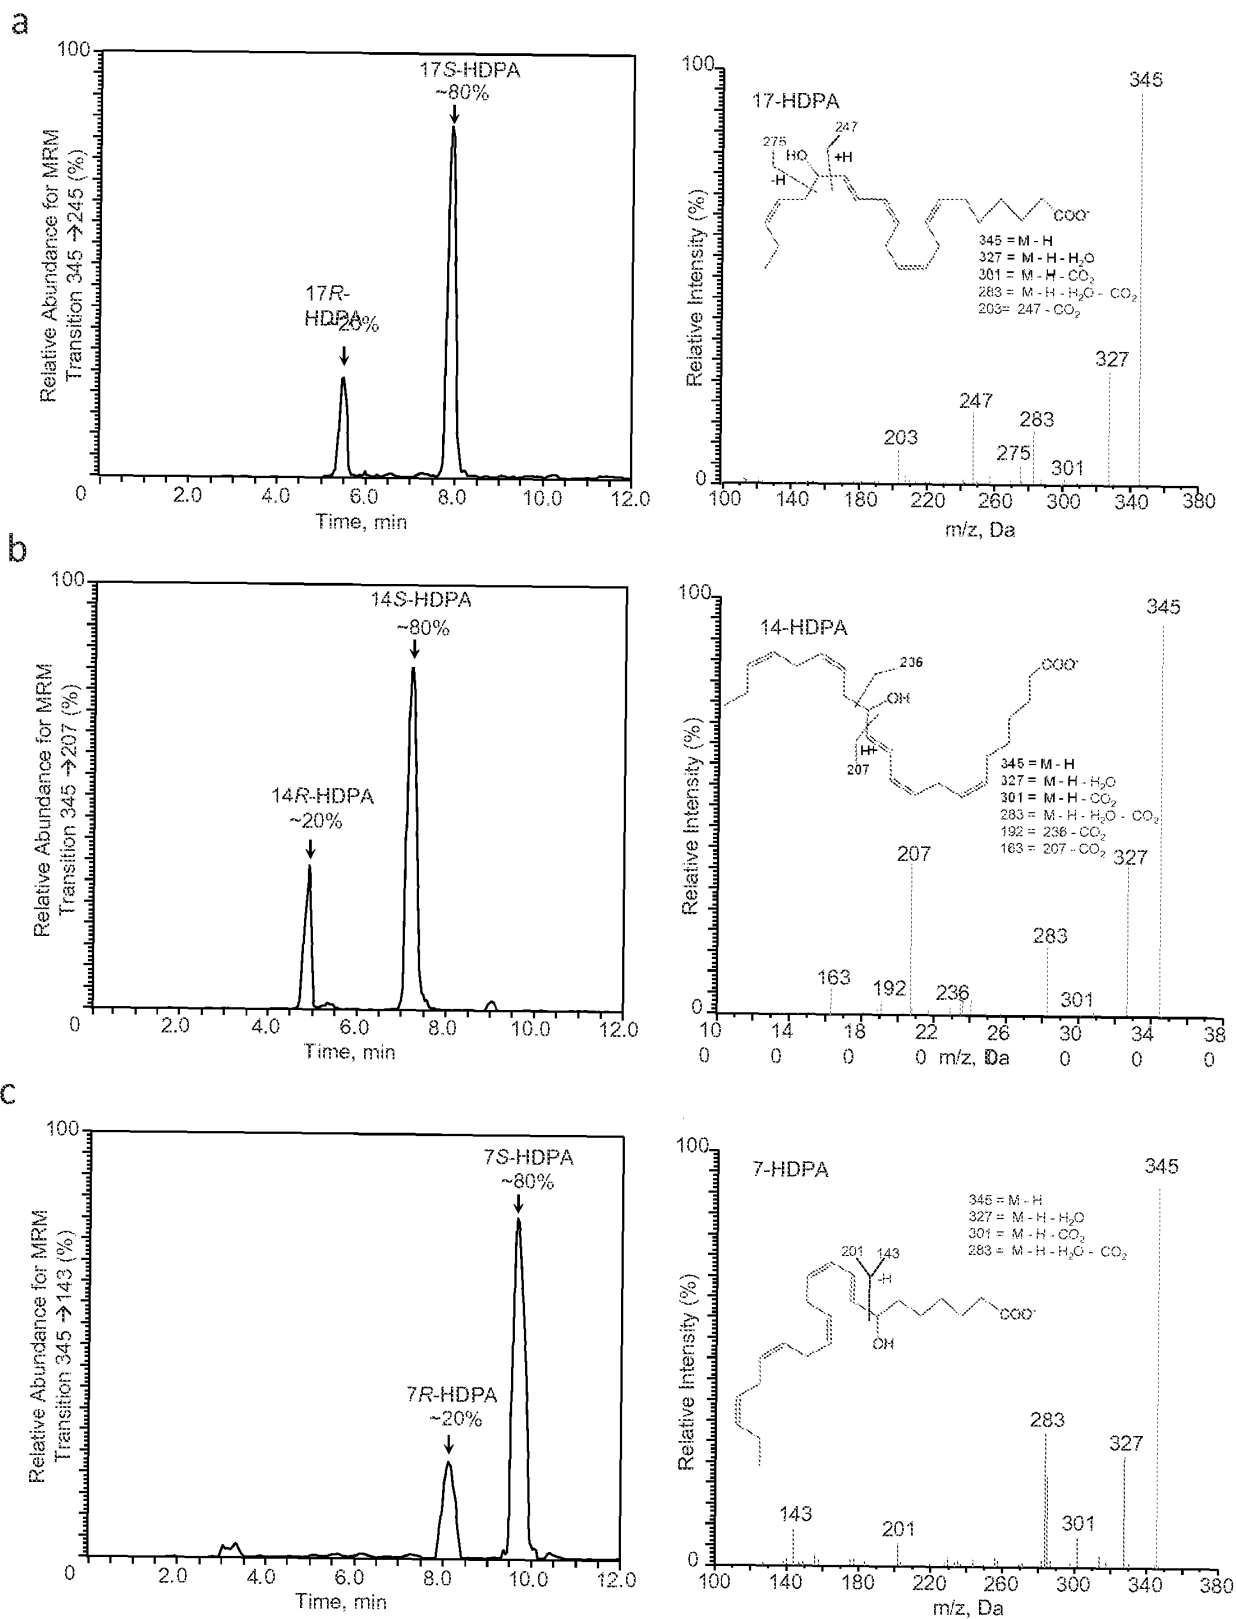 a
100
17S-HDPA
~80%
17R-
HDPA
~20%
Relative Abundance for MRM
Transition 345 →245 (%)
0
2.0
4.0
6.0
8.0
10.0
12.0
Time, min
100
345
17-HDPA
247
275
HO
+H
-H
COO-
345 = M - H
327 = M - H - H2O
301 = M - H - CO2
283 = M - H - H2O - CO2
203= 247 - CO2
327
247
283
203
275
301
Relative Intensity (%)
0
100
140
180
220
260
300
340
380
m/z, Da
b
100
14S-HDPA
~80%
14R-HDPA
~20%
Relative Abundance for MRM
Transition 345 →207 (%)
0
2.0
4.0
6.0
8.0
10.0
12.0
Time, min
100
345
14-HDPA
236
COO-
OH
H+
207
345 = M - H
327 = M - H - H2O
301 = M - H - CO2
283 = M - H - H2O - CO2
192 = 236 - CO2
163 = 207 - CO2
327
207
283
163
192
236
301
Relative Intensity (%)
0
10 14 18 22 26 30 34 38
0 0 0 0 0 0 0 0
m/z, Da
c
100
7S-HDPA
~80%
7R-HDPA
~20%
Relative Abundance for MRM
Transition 345 →143 (%)
0
2.0
4.0
6.0
8.0
10.0
12.0
Time, min
100
345
7-HDPA
345 = M - H
327 = M - H - H2O
301 = M - H - CO2
283 = M - H - H2O - CO2
201
143
-H
COO-
OH
283
327
143
201
301
Relative Intensity (%)
0
100
140
180
220
260
300
340
380
m/z, Da